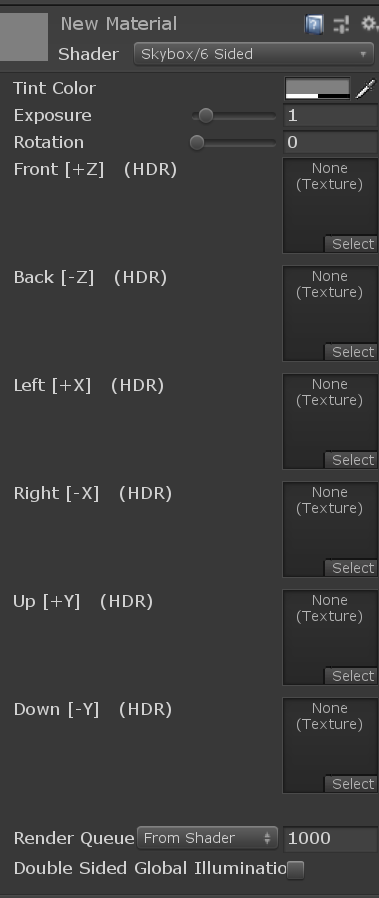 New Material
Shader Skybox/6 Sided
Tint Color
Exposure 1
Rotation 0
Front [+Z] (HDR) None
(Texture)
Select
Back [-Z] (HDR) None
(Texture)
Select
Left [+X] (HDR) None
(Texture)
Select
Right [-X] (HDR) None
(Texture)
Select
Up [+Y] (HDR) None
(Texture)
Select
Down [-Y] (HDR) None
(Texture)
Select
Render Queue From Shader 1000
Double Sided Global Illuminatio